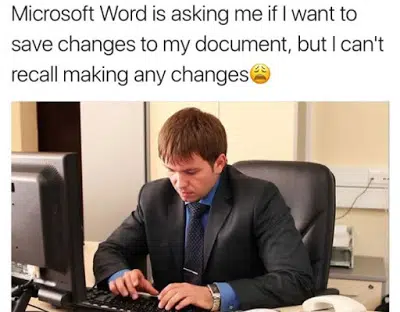 Microsoft Word is asking me if I want to
save changes to my document, but I can't
recall making any changes😩